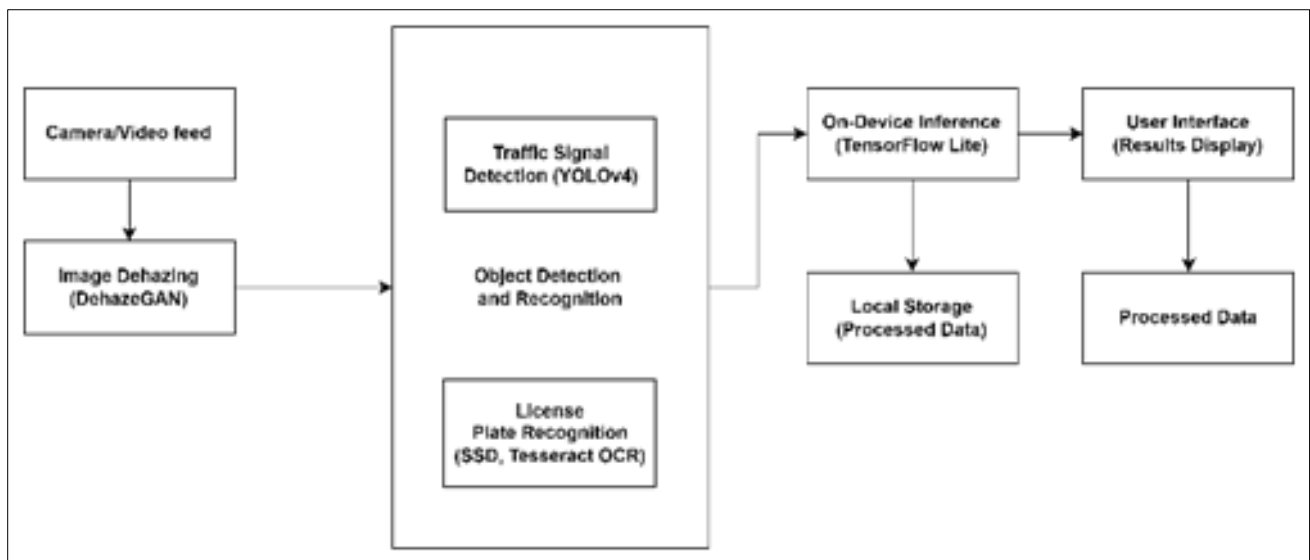 Camera/Video feed
Image Dehazing
(DehazeGAN)
Traffic Signal
Detection (YOLOv4)
Object Detection
and Recognition
License
Plate Recognition
(SSD, Tesseract OCR)
On-Device Inference
(TensorFlow Lite)
Local Storage
(Processed Data)
User Interface
(Results Display)
Processed Data